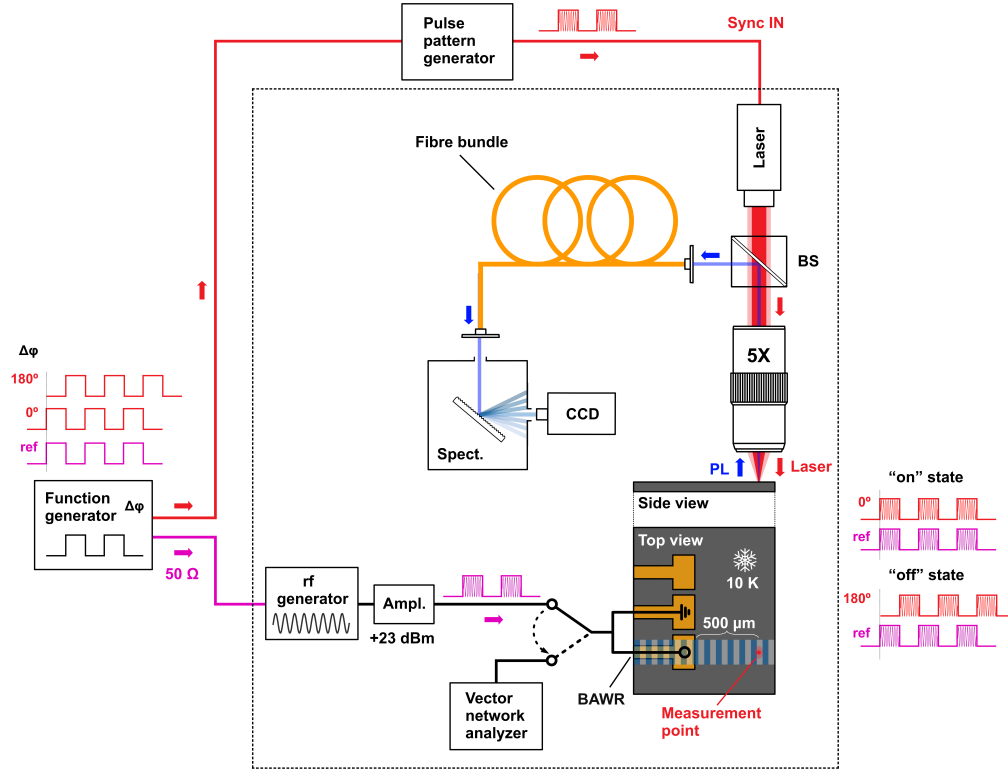 Pulse
pattern
generator
Sync IN
Laser
Fibre bundle
BS
5X
Δφ
180º
0º
ref
CCD
Spect.
PL
Laser
Function
generator
Δφ
50 Ω
Side view
Top view
10 K
500 µm
"on" state
0º
ref
"off" state
180º
ref
rf
generator
Ampl.
+23 dBm
BAWR
Vector
network
analyzer
Measurement
point